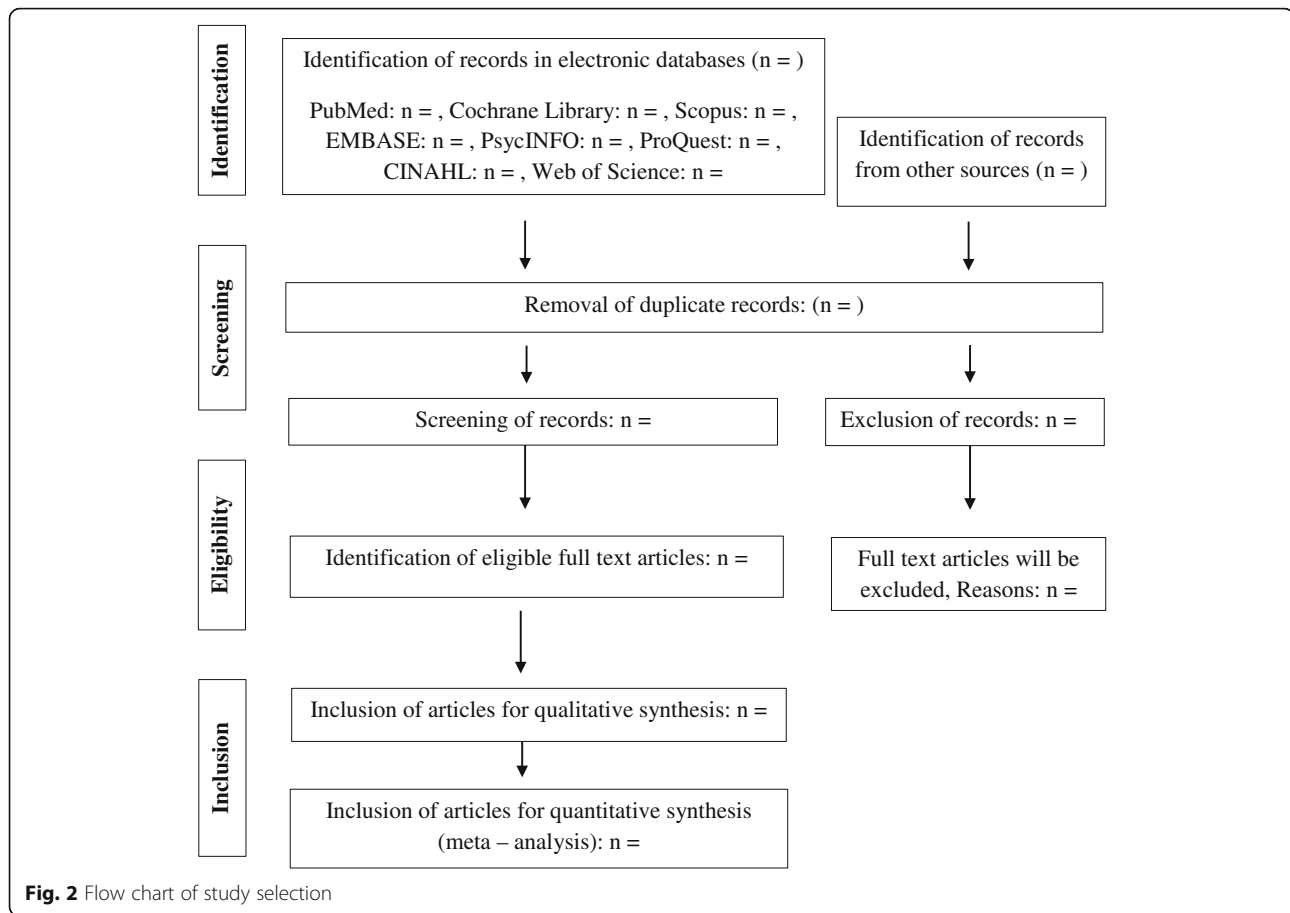 Identification
Identification of records in electronic databases (n = )
PubMed: n = , Cochrane Library: n = , Scopus: n = ,
EMBASE: n = , PsycINFO: n = , ProQuest: n = ,
CINAHL: n = , Web of Science: n =
Identification of records
from other sources (n = )
Screening
Removal of duplicate records: (n = )
Screening of records: n =
Exclusion of records: n =
Eligibility
Identification of eligible full text articles: n =
Full text articles will be
excluded, Reasons: n =
Inclusion
Inclusion of articles for qualitative synthesis: n =
Inclusion of articles for quantitative synthesis
(meta – analysis): n =
Fig. 2 Flow chart of study selection